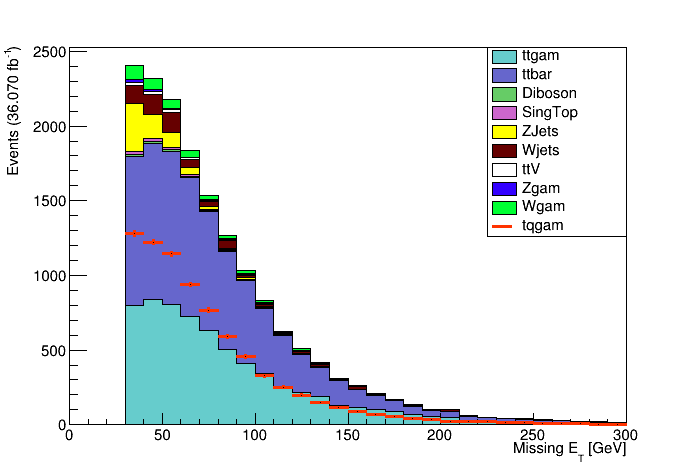 Events (36.070 fb-1)
2500
2000
1500
1000
500
0
0
50
100
150
200
250
300
Missing ET [GeV]
ttgam
ttbar
Diboson
SingTop
ZJets
Wjets
ttV
Zgam
Wgam
tqgam